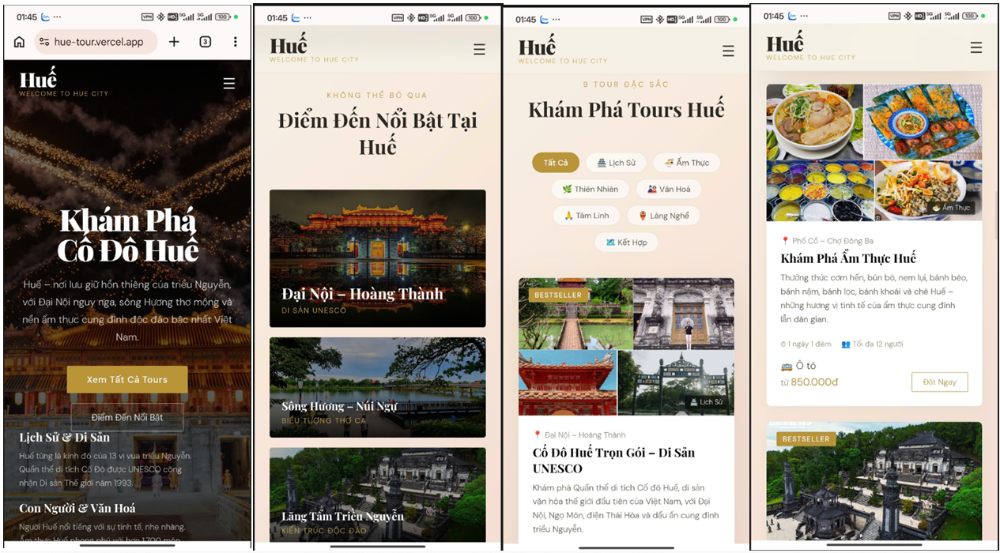 01:45
VPN
HD
5G
5G
100
hue-tour.vercel.app
3
Huế
WELCOME TO HUE CITY
Khám Phá
Cố Đô Huế
Huế – nơi lưu giữ hồn thiêng của triều Nguyễn,
với Đại Nội nguy nga, sông Hương thơ mộng và
nền ẩm thực cung đình độc đáo bậc nhất Việt
Nam.
Xem Tất Cả Tours
Điểm Đến Nổi Bật
Lịch Sử & Di Sản
Huế từng là kinh đô của 13 vị vua triều Nguyễn.
Quần thể di tích Cố Đô được UNESCO công
nhận Di sản Thế giới năm 1993.
Con Người & Văn Hoá
Người Huế nổi tiếng với sự tinh tế, nhẹ nhàng.
Ẩm thực Huế phong phú với hơn 1.700 món
01:45
VPN
HD
5G
5G
100
Huế
WELCOME TO HUE CITY
KHÔNG THỂ BỎ QUA
Điểm Đến Nổi Bật Tại
Huế
Đại Nội – Hoàng Thành
DI SẢN UNESCO
Sông Hương – Núi Ngự
BIỂU TƯỢNG THƠ CA
Lăng Tẩm Triều Nguyễn
KIẾN TRÚC ĐỘC ĐÁO
01:45
VPN
HD
5G
5G
100
Huế
WELCOME TO HUE CITY
9 TOUR ĐẶC SẮC
Khám Phá Tours Huế
Tất Cả
Lịch Sử
Ẩm Thực
Thiên Nhiên
Văn Hoá
Tâm Linh
Làng Nghề
Kết Hợp
BESTSELLER
Lịch Sử
Đại Nội – Hoàng Thành
Cố Đô Huế Trọn Gói – Di Sản
UNESCO
Khám phá Quần thể di tích Cố đô Huế, di sản
văn hóa thế giới đầu tiên của Việt Nam, với Đại
Nội, Ngọ Môn, điện Thái Hòa và dấu ấn cung đình
triều Nguyễn.
01:45
VPN
HD
5G
5G
100
Huế
WELCOME TO HUE CITY
Ẩm Thực
Phố Cổ – Chợ Đông Ba
Khám Phá Ẩm Thực Huế
Thưởng thức cơm hến, bún bò, nem lụi, bánh bèo,
bánh nậm, bánh lọc, bánh khoái và chè Huế –
những hương vị tinh tế của ẩm thực cung đình
lẫn dân gian.
1 ngày 1 đêm
Tối đa 12 người
Ô tô
từ 850.000đ
Đặt Ngay
BESTSELLER